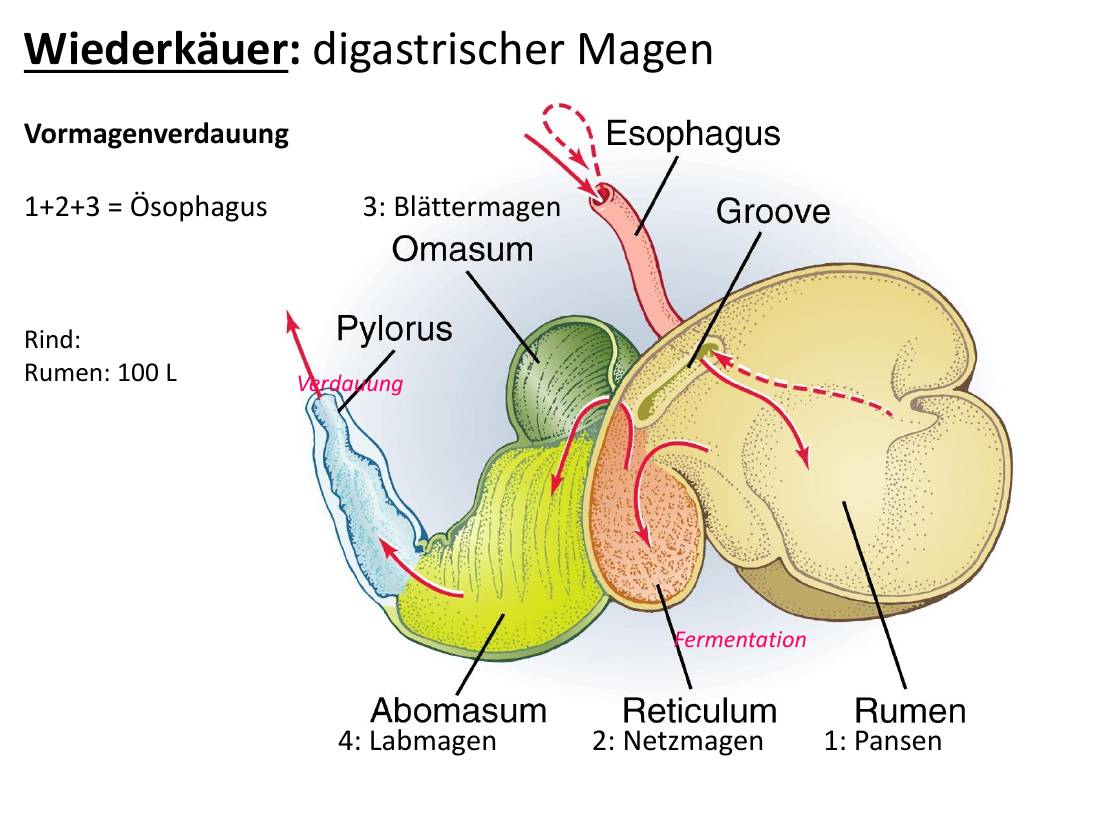 Wiederkäuer: digastrischer Magen
Vormagenverdauung
Esophagus
1+2+3 = Ösophagus
3: Blättermagen
Omasum
Groove
Pylorus
Rind:
Rumen: 100 L
Verdauung
Fermentation
Abomasum
4: Labmagen
Reticulum
2: Netzmagen
Rumen
1: Pansen